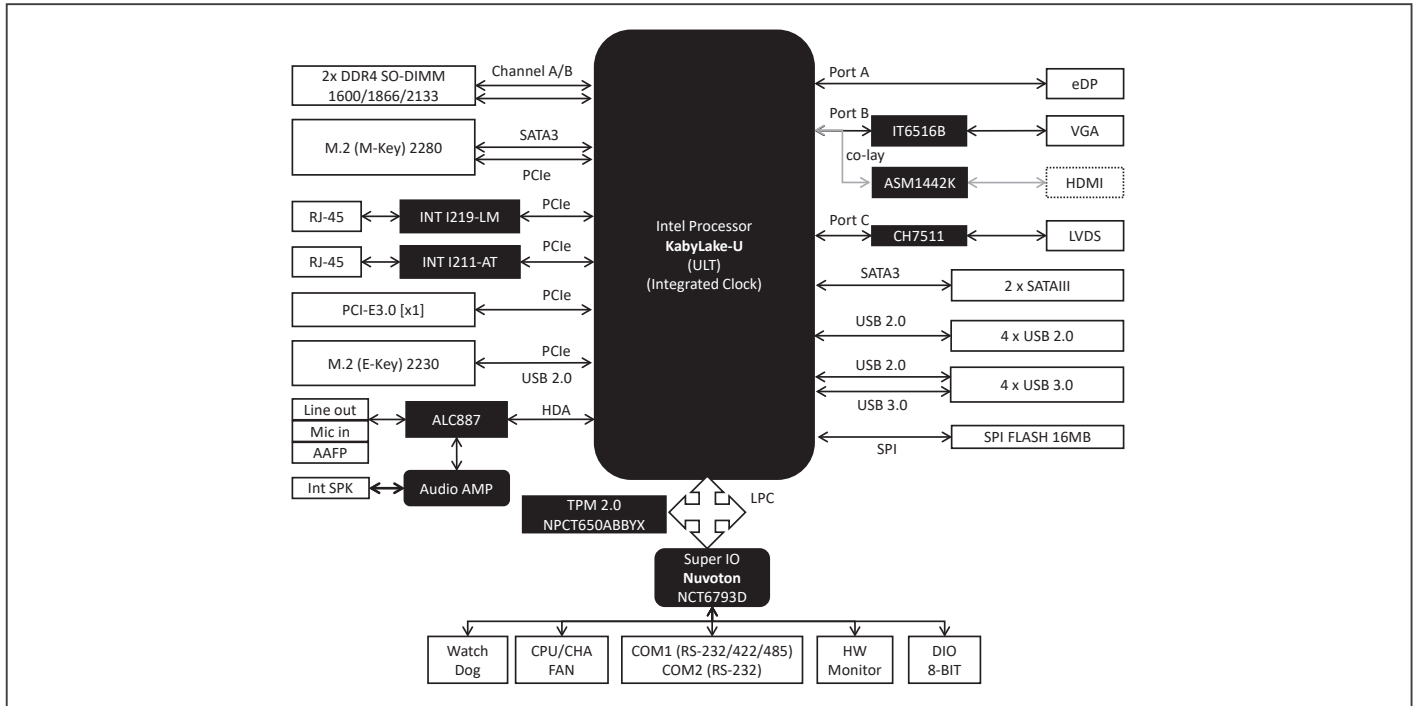 2x DDR4 SO-DIMM
1600/1866/2133
Channel A/B
M.2 (M-Key) 2280
SATA3
PCIe
RJ-45
INT I219-LM
PCIe
RJ-45
INT I211-AT
PCIe
PCI-E3.0 [x1]
PCIe
M.2 (E-Key) 2230
PCIe
USB 2.0
Line out
Mic in
AAFP
ALC887
HDA
Int SPK
Audio AMP
Intel Processor
KabyLake-U
(ULT)
(Integrated Clock)
Port A
eDP
Port B
IT6516B
VGA
co-lay
ASM1442K
HDMI
Port C
CH7511
LVDS
SATA3
2 x SATAIII
USB 2.0
4 x USB 2.0
USB 2.0
4 x USB 3.0
USB 3.0
SPI FLASH 16MB
SPI
TPM 2.0
NPCT650ABBYX
LPC
Super IO
Nuvoton
NCT6793D
Watch
Dog
CPU/CHA
FAN
COM1 (RS-232/422/485)
COM2 (RS-232)
HW
Monitor
DIO
8-BIT